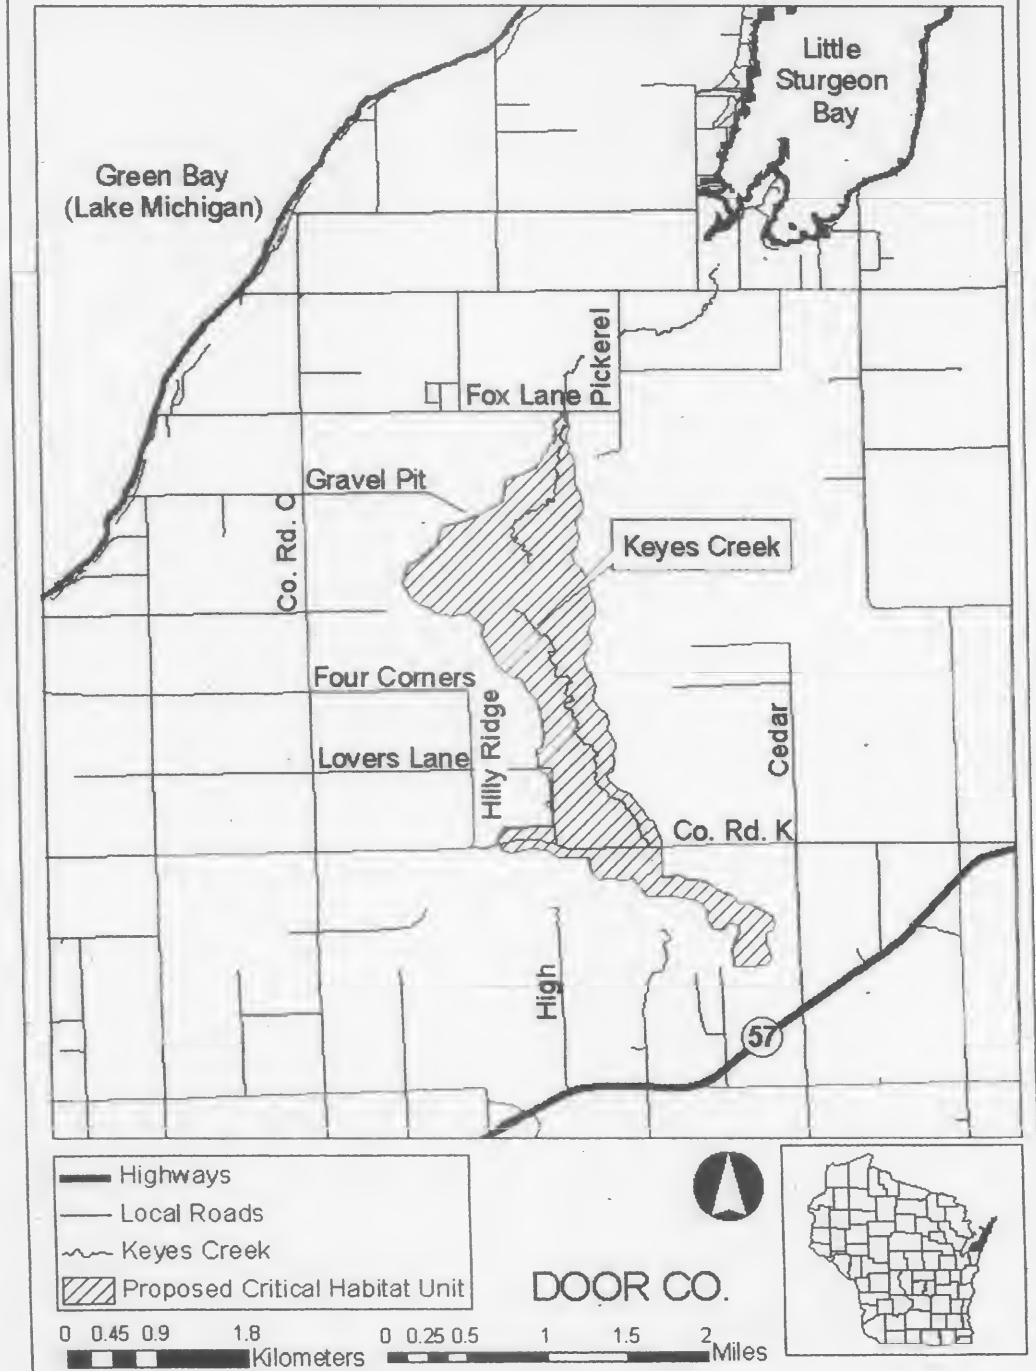 Little
Sturgeon
Bay
Green Bay
(Lake Michigan)
Pickerel
Fox Lane
Gravel Pit
Co. Rd. C
Keyes Creek
Four Corners
Hilly Ridge
Cedar
Lovers Lane
Co. Rd. K
High
57
Highways
Local Roads
Keyes Creek
Proposed Critical Habitat Unit
DOOR CO.
0 0.45 0.9 1.8
Kilometers
0 0.25 0.5 1 1.5 2
Miles